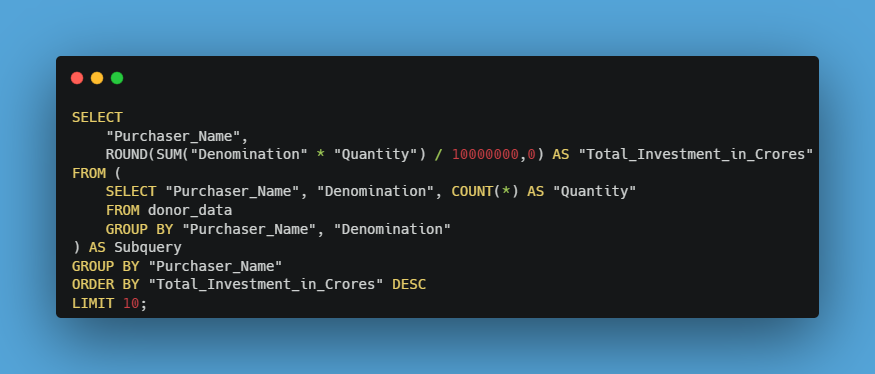 SELECT
    "Purchaser_Name",
    ROUND(SUM("Denomination" * "Quantity") / 10000000,0) AS "Total_Investment_in_Crores"
FROM (
    SELECT "Purchaser_Name", "Denomination", COUNT(*) AS "Quantity"
    FROM donor_data
    GROUP BY "Purchaser_Name", "Denomination"
) AS Subquery
GROUP BY "Purchaser_Name"
ORDER BY "Total_Investment_in_Crores" DESC
LIMIT 10;